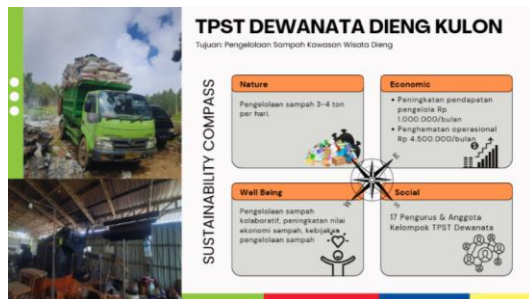 TPST DEWANATA DIENG KULON
Tujuan: Pengelolaan Sampah Kawasan Wisata Dieng
SUSTAINABILITY COMPASS
Nature
Pengelolaan sampah 3-4 ton
per hari.
Economic
• Peningkatan pendapatan
pengelola Rp
1.000.000/bulan
• Penghematan operasional
Rp 4.500.000/bulan
N
E
W
S
Well Being
Pengelolaan sampah
kolaboratif, peningkatan nilai
ekonomi sampah, kebijakan
pengelolaan sampah
Social
17 Pengurus & Anggota
Kelompok TPST Dewanata